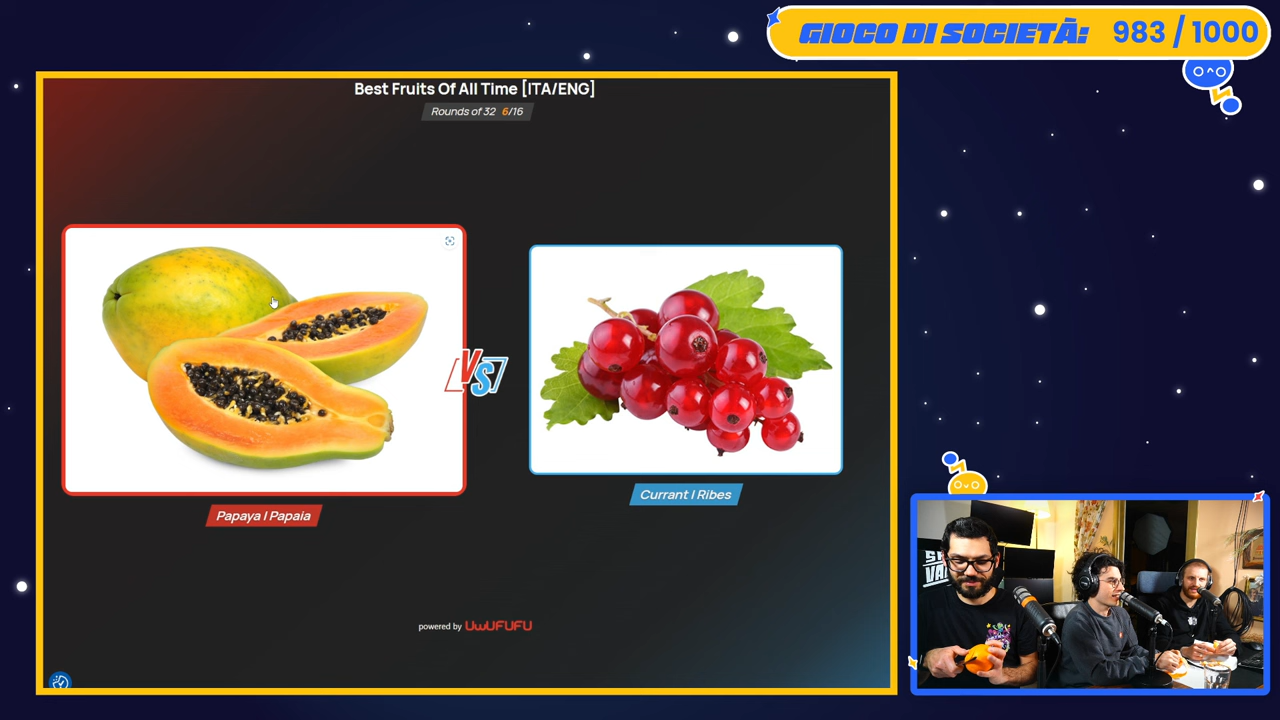 GIOCO DI SOCIETÀ: 983 / 1000
Best Fruits Of All Time [ITA/ENG]
Rounds of 32 6/16
VS
Papaya | Papaia
Currant | Ribes
powered by UWUFUFU